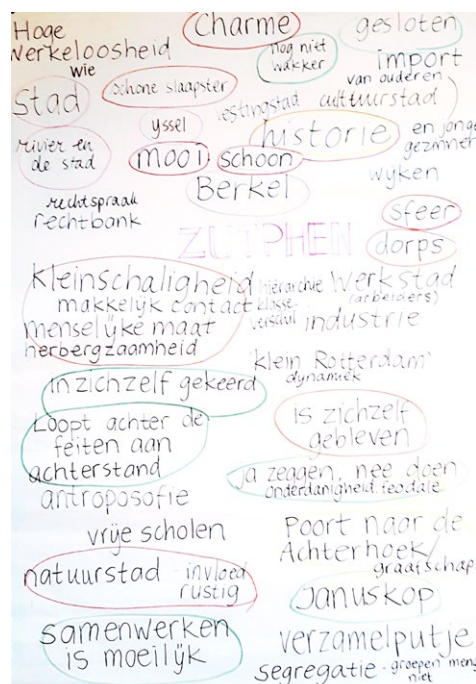 Hoge
werkeloosheid
wie
Charme
gesloten
nog niet
wakker
import
van ouderen
en jonge
gezinnen
Stad
schone slaapster
vestingstad
cultuurstad
yssel
historie
rivier en
de stad
mooi
schoon
wyken
Berkel
rechtspraak
rechtbank
sfeer
ZUTPHEN
dorps
Kleinschaligheid
makkelijk contact
menselijke maat
herbergzaamheid
hiërarchie
klasse-
verschil
Werkstad
(arbeiders)
industrie
'klein Rotterdam'
dynamiek
in zichzelf gekeerd
is zichzelf
gebleven
Loopt achter de
feiten aan
achterstand
ja zeggen, nee doen
onderdanigheid feodale
antroposofie
vrije scholen
Poort naar de
Achterhoek/
graafschap
natuurstad - invloed
rustig
Januskop
samenwerken
is moeilijk
verzamelputje
segregatie - groepen meng
niet